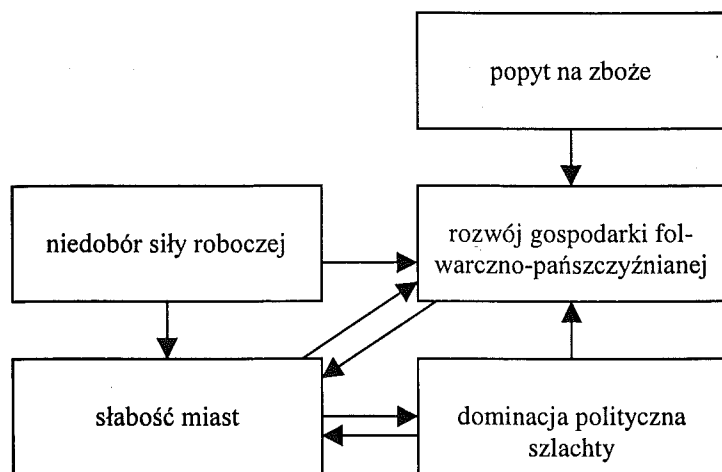 popyt na zboże
niedobór siły roboczej
rozwój gospodarki fol-
warczno-pańszczyźnianej
słabość miast
dominacja polityczna
szlachty